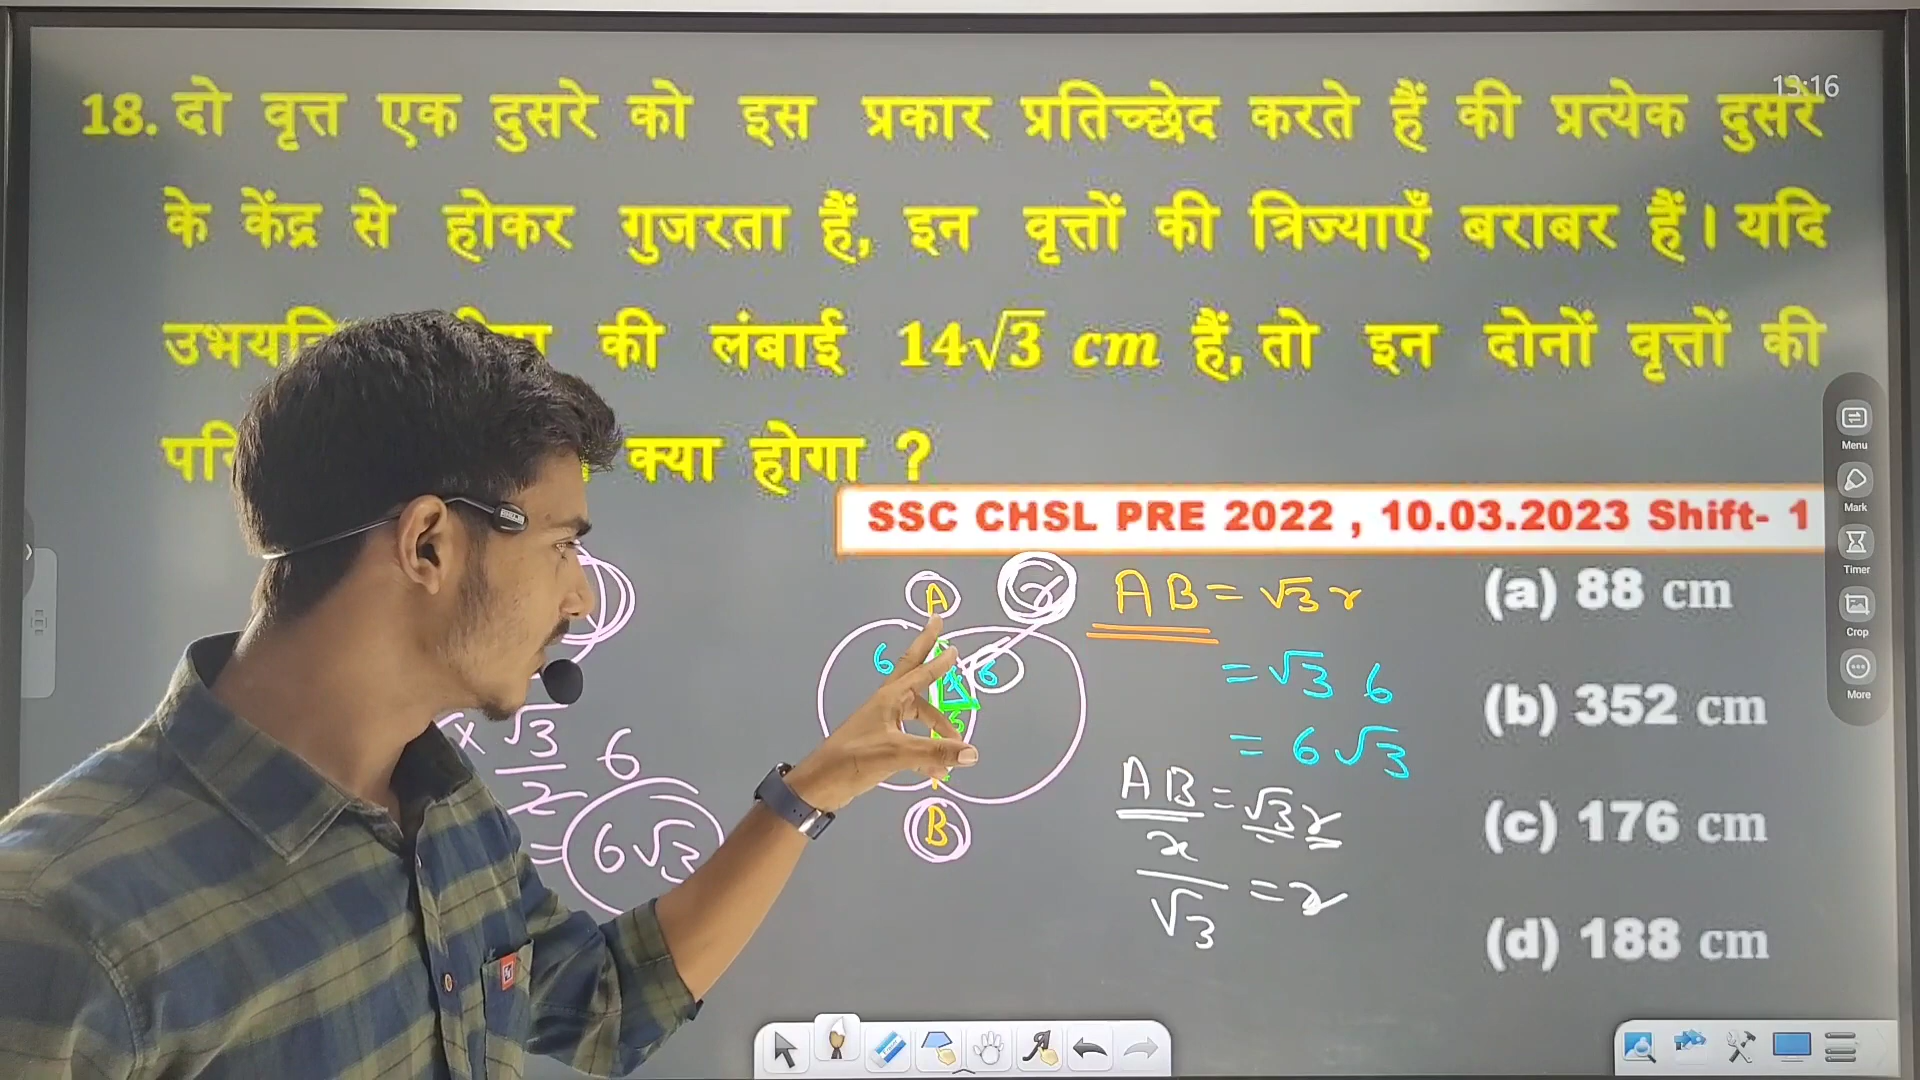 13:16
18. दो वृत्त एक दुसरे को इस प्रकार प्रतिच्छेद करते हैं की प्रत्येक दुसरे
के केंद्र से होकर गुजरता हैं, इन वृत्तों की त्रिज्याएँ बराबर हैं। यदि
की लंबाई 14√3 cm हैं, तो इन दोनों वृत्तों की
क्या होगा ?
SSC CHSL PRE 2022 , 10.03.2023 Shift- 1
(a) 88 cm
(b) 352 cm
(c) 176 cm
(d) 188 cm
A
B
6
6
AB = √3 r
= √3 6
= 6√3
AB = √3 r
x/√3 = r
× √3/2 6
= 6√3
Menu
Mark
Timer
Crop
More